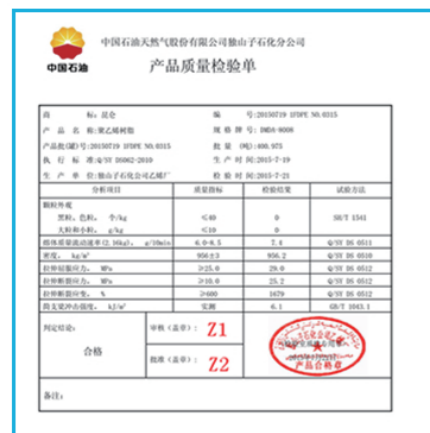 中国石油
中国石油天然气股份有限公司独山子石化分公司
产品质量检验单
商 标:昆仑 编 号:20150719 1FDPE NO.0315
产 品 名 称:聚乙烯树脂 规 格 牌 号:DMDA-8008
产品批(罐)号:20150719 1FDPE NO.0315 批 量 (吨):400.975
执 行 标 准:Q/SY DS062-2010 生 产 时 间:2015-7-19
生 产 单 位:独山子石化公司乙烯厂 检 验 时 间:2015-7-21
分析项目 质量指标 检验结果 试验方法
颗粒外观
黑粒，色粒， 个/kg ≤40 0 SH/T 1541
大粒和小粒， g/kg ≤10 0
熔体质量流动速率(2.16kg)， g/10min 6.0-8.5 7.4 Q/SY DS 0511
密度， kg/m³ 956±3 956.2 Q/SY DS 0510
拉伸屈服应力， MPa ≥25.0 29.0 Q/SY DS 0512
拉伸断裂应力， MPa ≥10.0 25.2 Q/SY DS 0512
拉伸断裂应变， % ≥600 1679 Q/SY DS 0512
简支梁冲击强度， kJ/m² 实测 6.1 GB/T 1043.1
判定结论:
合格
审核(盖章): Z1
批准(盖章): Z2
产品合格章
备注: